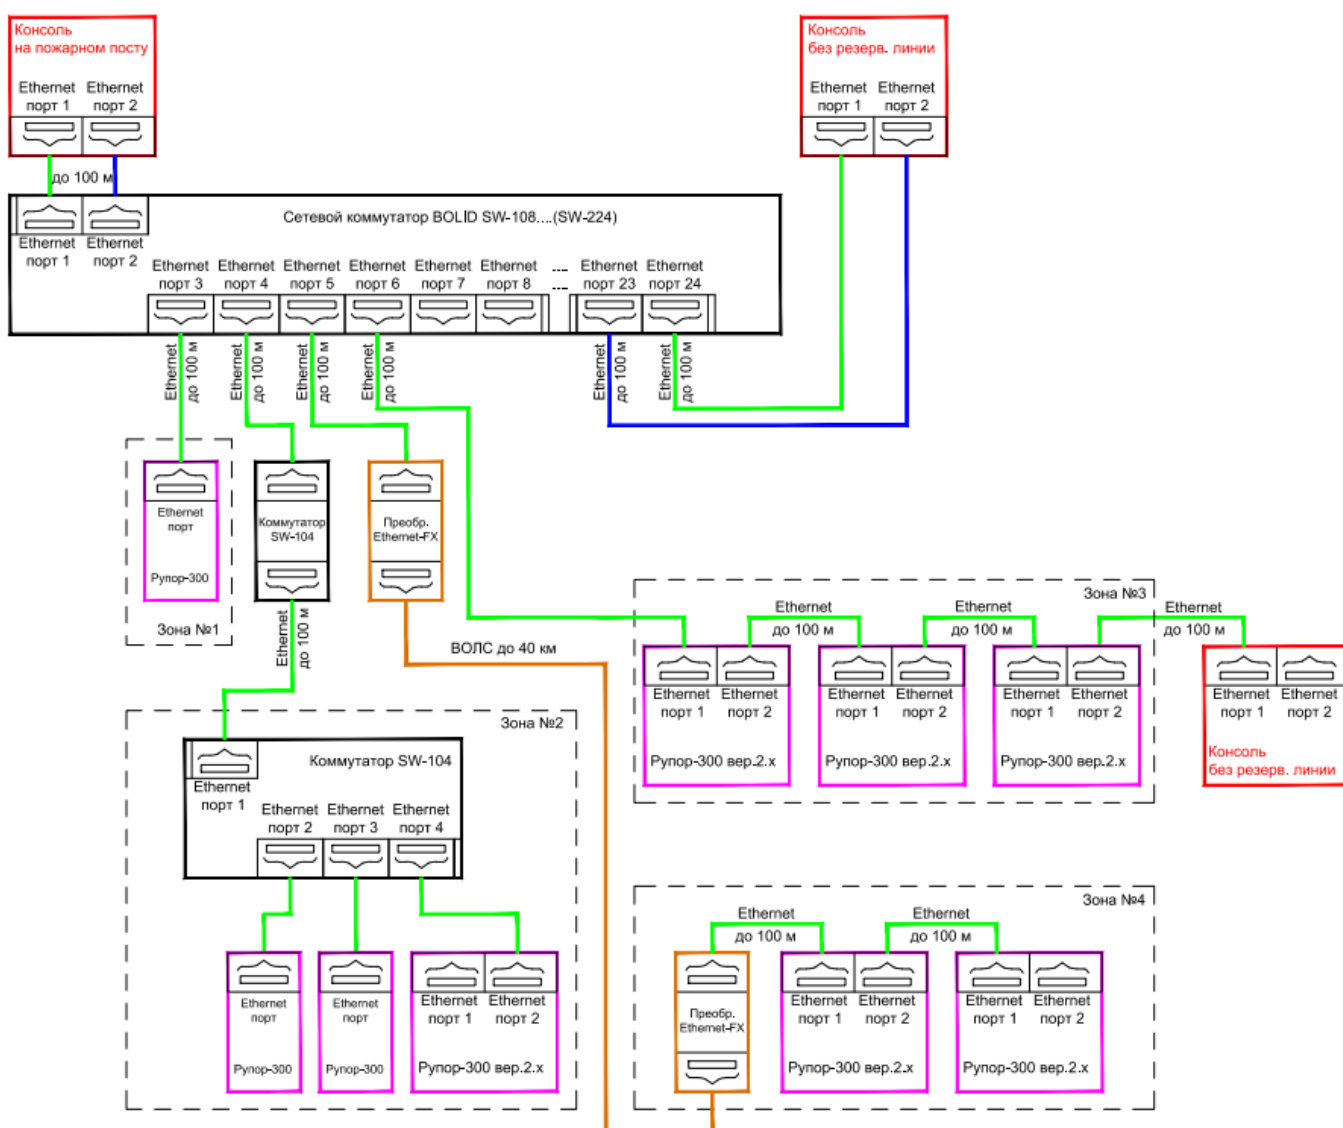 Консоль
на пожарном посту
Ethernet
порт 1
Ethernet
порт 2
до 100 м
Консоль
без резерв. линии
Ethernet
порт 1
Ethernet
порт 2
Сетевой коммутатор BOLID SW-108....(SW-224)
Ethernet
порт 1
Ethernet
порт 2
Ethernet
порт 3
Ethernet
порт 4
Ethernet
порт 5
Ethernet
порт 6
Ethernet
порт 7
Ethernet
порт 8
...
...
Ethernet
порт 23
Ethernet
порт 24
Ethernet
до 100 м
Ethernet
до 100 м
Ethernet
до 100 м
Ethernet
до 100 м
Ethernet
до 100 м
Ethernet
до 100 м
Ethernet
порт
Рупор-300
Зона №1
Коммутатор
SW-104
Преобр.
Ethernet-FX
Ethernet
до 100 м
ВОЛС до 40 км
Зона №3
Ethernet
до 100 м
Ethernet
до 100 м
Ethernet
до 100 м
Ethernet
порт 1
Ethernet
порт 2
Рупор-300 вер.2.х
Ethernet
порт 1
Ethernet
порт 2
Рупор-300 вер.2.х
Ethernet
порт 1
Ethernet
порт 2
Рупор-300 вер.2.х
Ethernet
порт 1
Ethernet
порт 2
Консоль
без резерв. линии
Зона №2
Коммутатор SW-104
Ethernet
порт 1
Ethernet
порт 2
Ethernet
порт 3
Ethernet
порт 4
Ethernet
порт
Рупор-300
Ethernet
порт
Рупор-300
Ethernet
порт 1
Ethernet
порт 2
Рупор-300 вер.2.х
Зона №4
Ethernet
до 100 м
Ethernet
до 100 м
Преобр.
Ethernet-FX
Ethernet
порт 1
Ethernet
порт 2
Рупор-300 вер.2.х
Ethernet
порт 1
Ethernet
порт 2
Рупор-300 вер.2.х